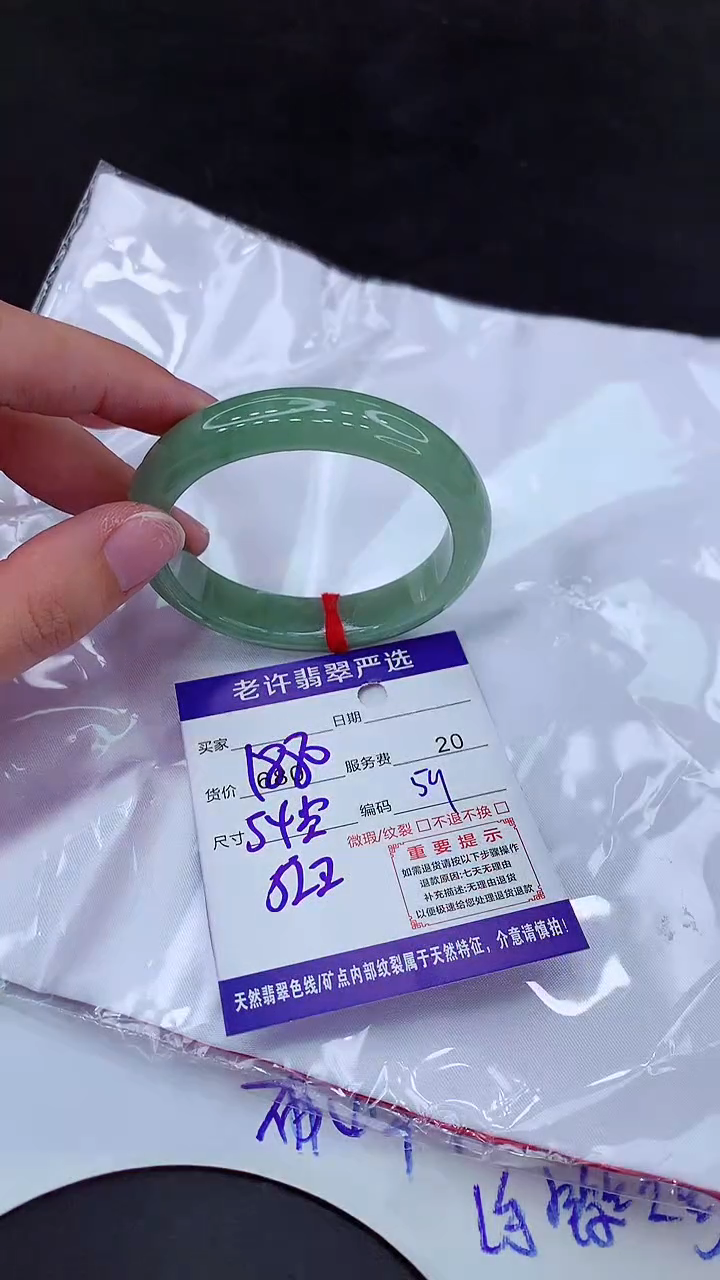 老许翡翠严选
买家 日期
货价 680 服务费 20
尺寸 54 编码 54
微瑕/纹裂 □不退不换 □
重要提示
如需退货请按以下步骤操作
退款原因:七天无理由
补充描述:无理由退货
以便极速给您处理退货退款
天然翡翠色线/矿点内部纹裂属于天然特征，介意请慎拍!